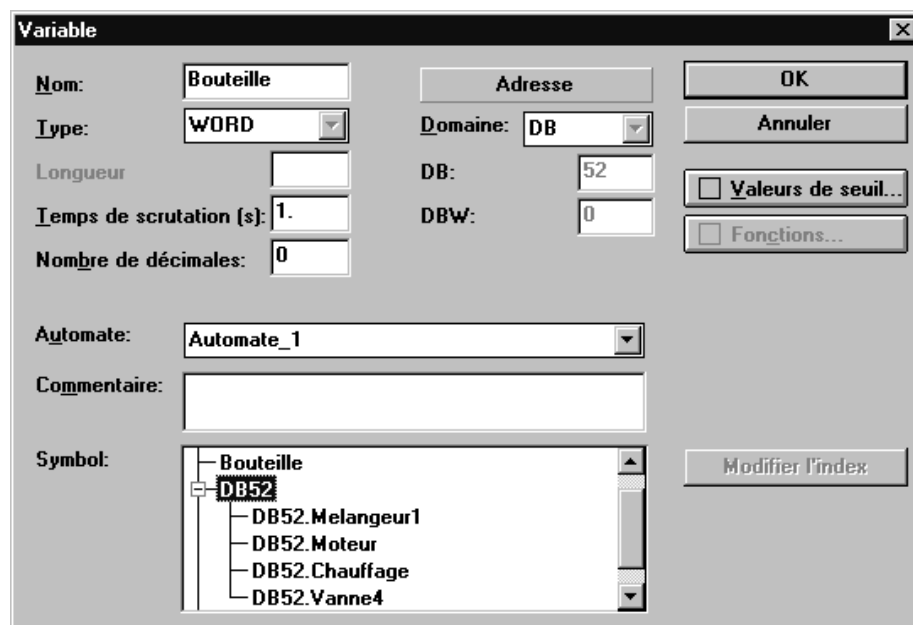 Variable
Nom: Bouteille Adresse OK
Type: WORD Domaine: DB Annuler
Longueur DB: 52 Valeurs de seuil...
Temps de scrutation (s): 1. DBW: 0 Fonctions...
Nombre de décimales: 0
Automate: Automate_1
Commentaire:
Symbol: Bouteille Modifier l'index
DB52
DB52.Melangeur1
DB52.Moteur
DB52.Chauffage
DB52.Vanne4